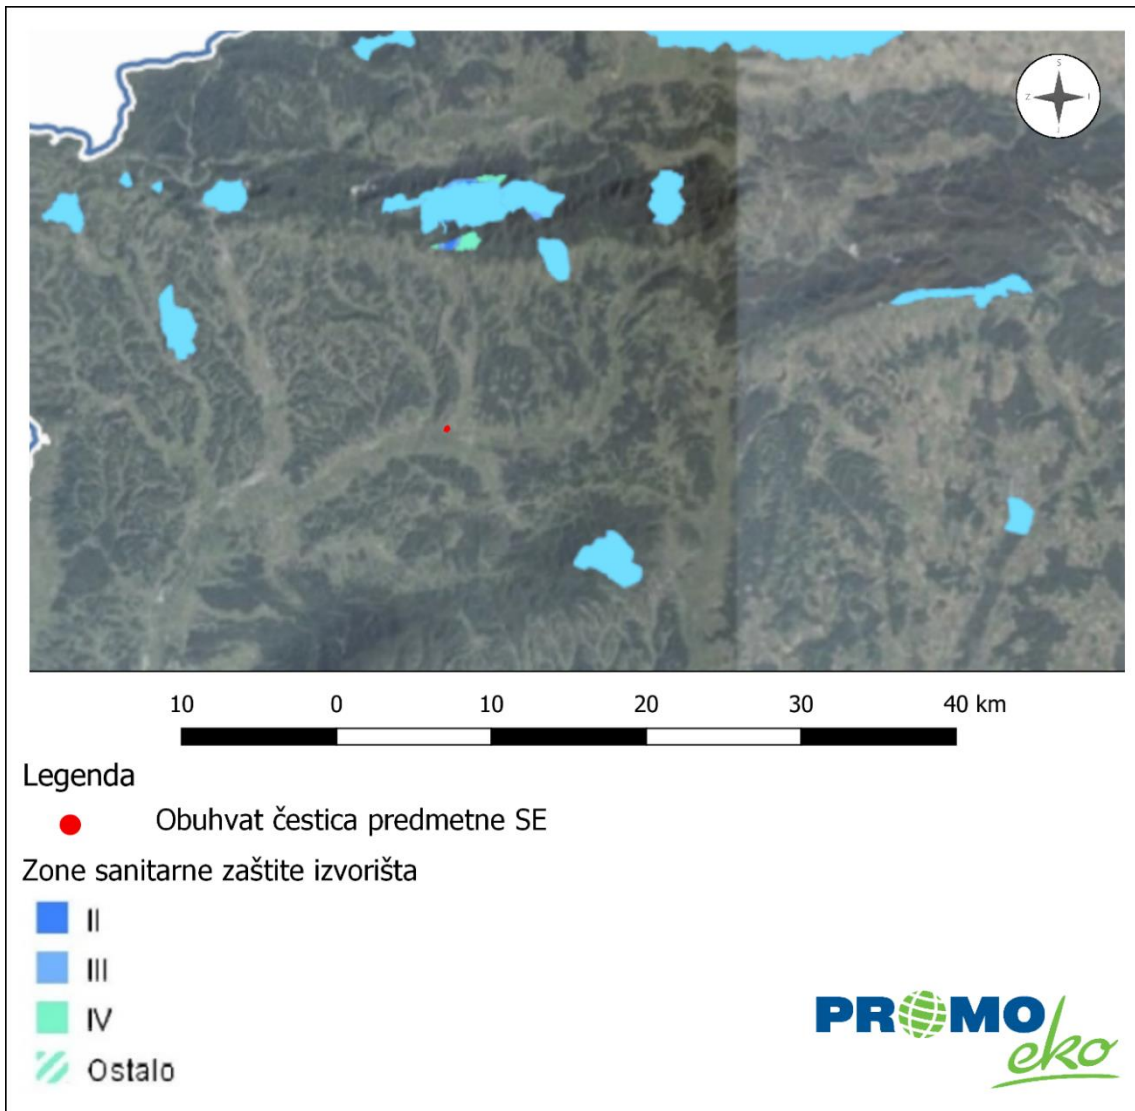 S
Z I
J
10 0 10 20 30 40 km
Legenda
Obuhvat čestica predmetne SE
Zone sanitarne zaštite izvorišta
II
III
IV
Ostalo
PROMO
eko